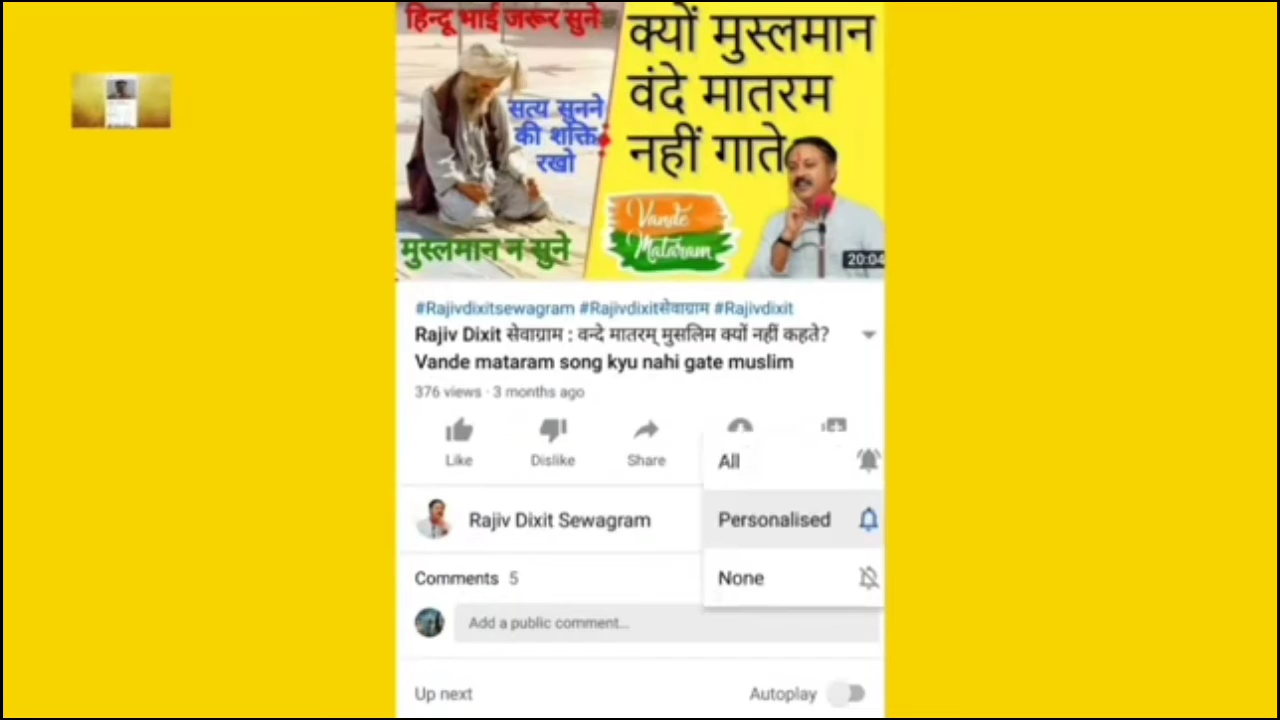 हिन्दू भाई जरूर सुने
सत्य सुनने
की शक्ति
रखो
मुस्लमान न सुने
क्यों मुस्लमान
वंदे मातरम
नहीं गाते
Vande
Mataram
20:04
#Rajivdixitsewagram #Rajivdixitसेवाग्राम #Rajivdixit
Rajiv Dixit सेवाग्राम : वन्दे मातरम् मुसलिम क्यों नहीं कहते?
Vande mataram song kyu nahi gate muslim
376 views · 3 months ago
Like
Dislike
Share
All
Personalised
None
Rajiv Dixit Sewagram
Comments 5
Add a public comment...
Up next
Autoplay